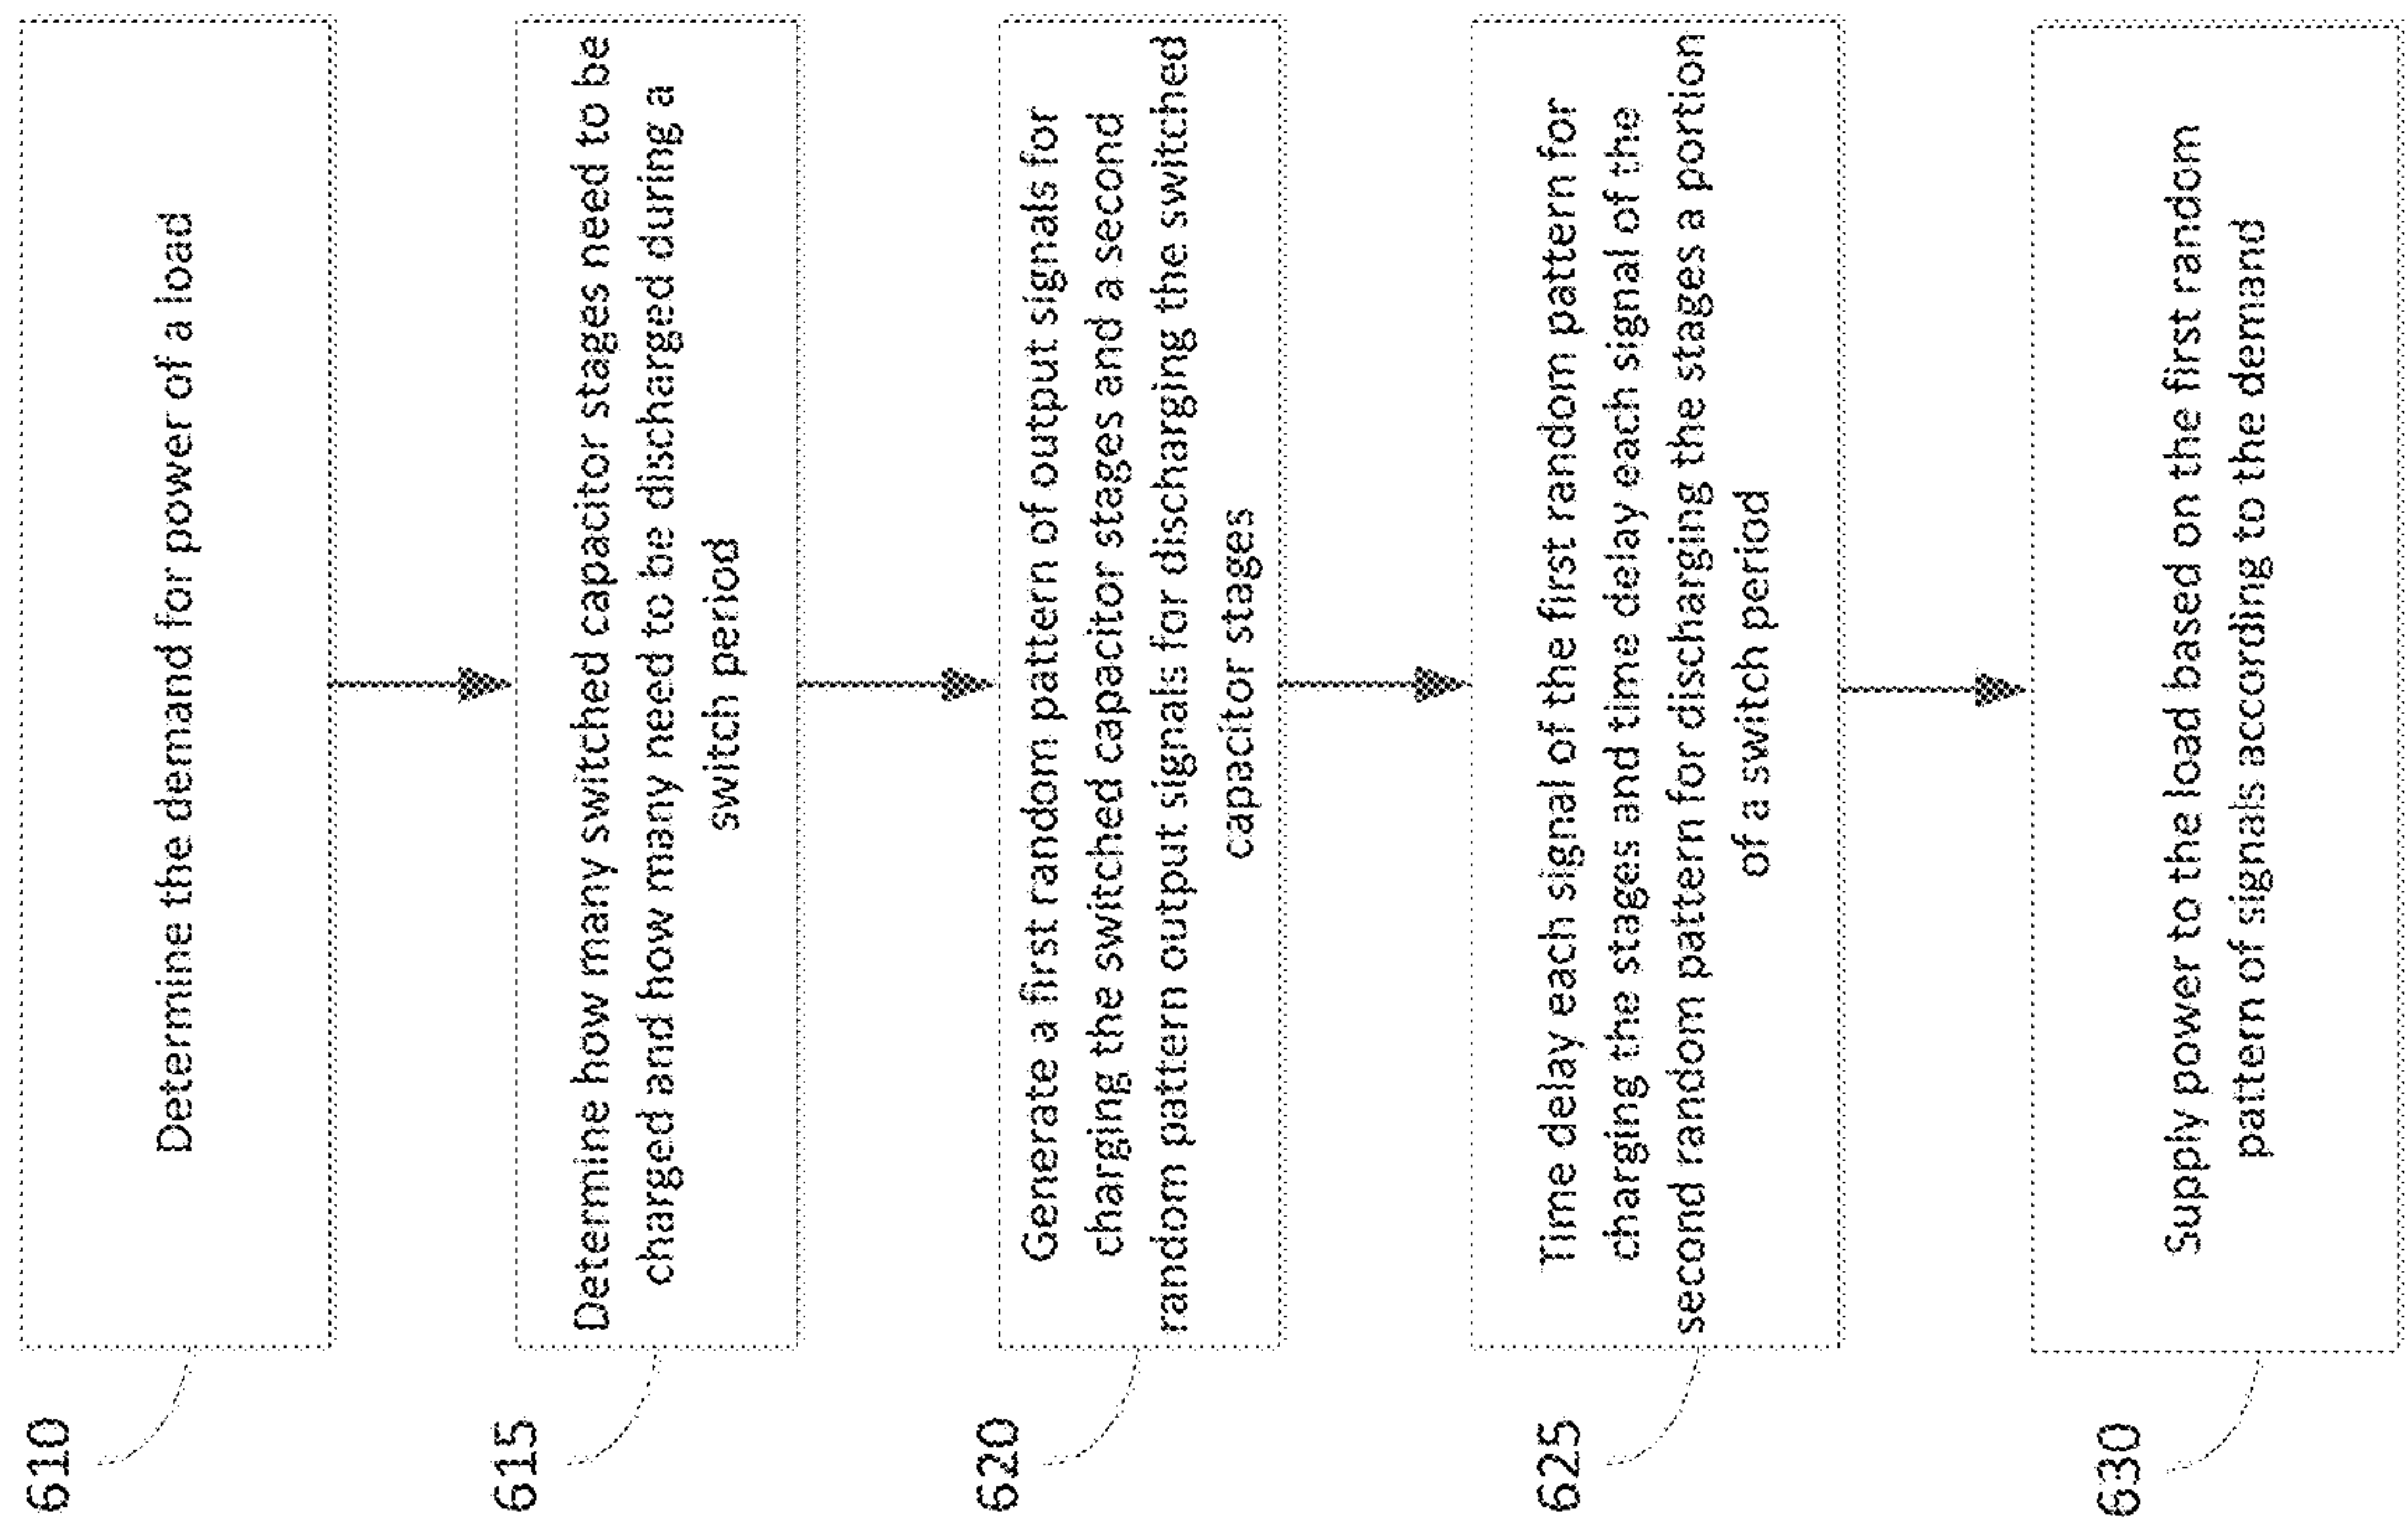 610
Determine the demand for power of a load
615
Determine how many switched capacitor stages need to be
charged and how many need to be discharged during a
switch period
620
Generate a first random pattern of output signals for
charging the switched capacitor stages and a second
random pattern output signals for discharging the switched
capacitor stages
625
Time delay each signal of the first random pattern for
charging the stages and time delay each signal of the
second random pattern for discharging the stages a portion
of a switch period
630
Supply power to the load based on the first random
pattern of signals according to the demand